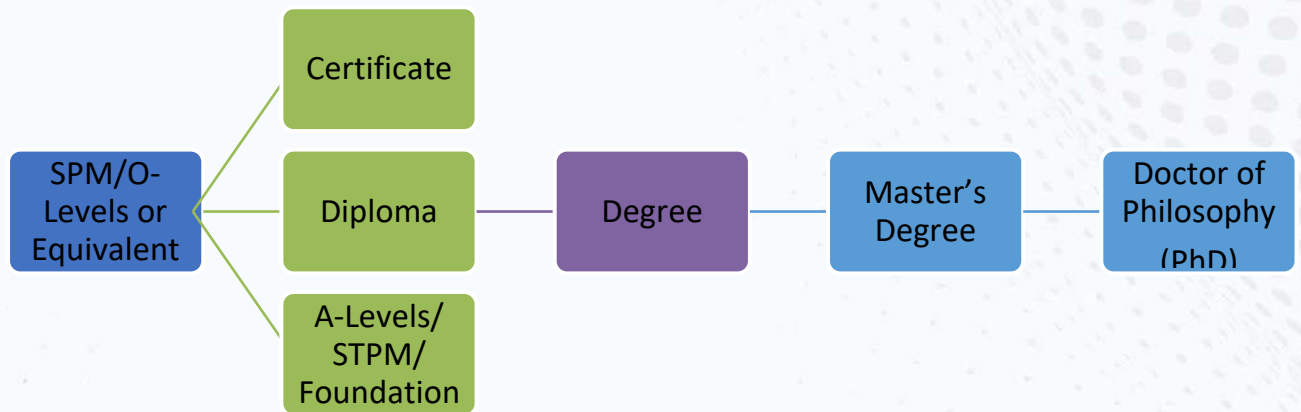 Certificate
SPM/O-
Levels or
Equivalent
Diploma
Degree
Master’s
Degree
Doctor of
Philosophy
(PhD)
A-Levels/
STPM/
Foundation